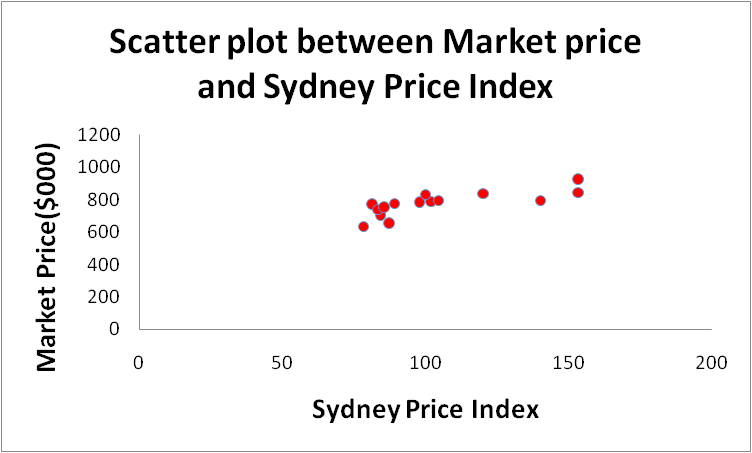 Scatter plot between Market price
and Sydney Price Index
Market Price($000)
1200
1000
800
600
400
200
0
0 50 100 150 200
Sydney Price Index